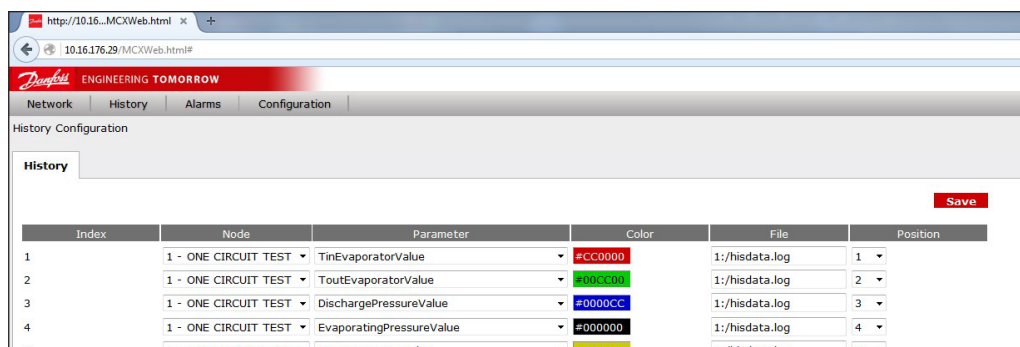 http://10.16...MCXWeb.html × +
10.16.176.29/MCXWeb.html#
Danfoss ENGINEERING TOMORROW
Network History Alarms Configuration
History Configuration
History
Save
Index Node Parameter Color File Position
1 1 - ONE CIRCUIT TEST TinEvaporatorValue #CC0000 1:/hisdata.log 1
2 1 - ONE CIRCUIT TEST ToutEvaporatorValue #00CC00 1:/hisdata.log 2
3 1 - ONE CIRCUIT TEST DischargePressureValue #0000CC 1:/hisdata.log 3
4 1 - ONE CIRCUIT TEST EvaporatingPressureValue #000000 1:/hisdata.log 4